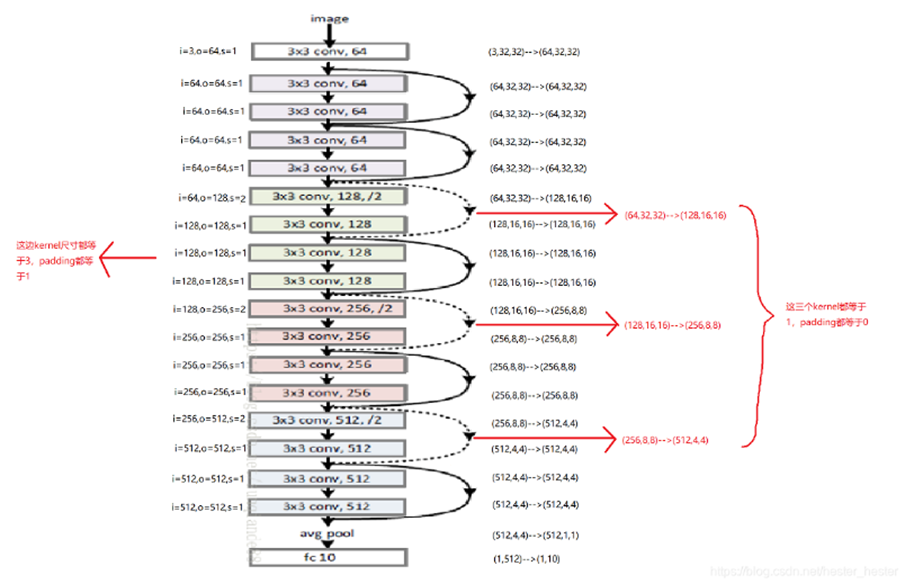 image
i=3,o=64,s=1 3x3 conv, 64 (3,32,32)-->(64,32,32)
i=64,o=64,s=1 3x3 conv, 64 (64,32,32)-->(64,32,32)
i=64,o=64,s=1 3x3 conv, 64 (64,32,32)-->(64,32,32)
i=64,o=64,s=1 3x3 conv, 64 (64,32,32)-->(64,32,32)
i=64,o=64,s=1 3x3 conv, 64 (64,32,32)-->(64,32,32)
i=64,o=128,s=2 3x3 conv, 128, /2 (64,32,32)-->(128,16,16)
(64,32,32)-->(128,16,16)
i=128,o=128,s=1 3x3 conv, 128 (128,16,16)-->(128,16,16)
这边kernel尺寸都等
于3，padding都等
于1
i=128,o=128,s=1 3x3 conv, 128 (128,16,16)-->(128,16,16)
i=128,o=128,s=1 3x3 conv, 128 (128,16,16)-->(128,16,16)
i=128,o=256,s=2 3x3 conv, 256, /2 (128,16,16)-->(256,8,8)
这三个kernel都等于
1，padding都等于0
(128,16,16)-->(256,8,8)
i=256,o=256,s=1 3x3 conv, 256 (256,8,8)-->(256,8,8)
i=256,o=256,s=1 3x3 conv, 256 (256,8,8)-->(256,8,8)
i=256,o=256,s=1 3x3 conv, 256 (256,8,8)-->(256,8,8)
i=256,o=512,s=2 3x3 conv, 512, /2 (256,8,8)-->(512,4,4)
(256,8,8)-->(512,4,4)
i=512,o=512,s=1 3x3 conv, 512 (512,4,4)-->(512,4,4)
i=512,o=512,s=1 3x3 conv, 512 (512,4,4)-->(512,4,4)
i=512,o=512,s=1 3x3 conv, 512 (512,4,4)-->(512,4,4)
avg pool (512,4,4)-->(512,1,1)
fc 10 (1,512)-->(1,10)
https://blog.csdn.net/hester_hester